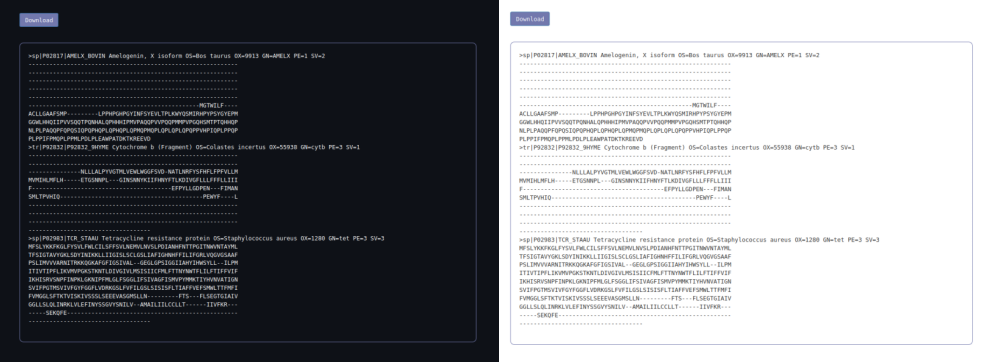 Download
>sp|P02817|AMELX_BOVIN Amelogenin, X isoform OS=Bos taurus OX=9913 GN=AMELX PE=1 SV=2
------------------------------------------------------------
------------------------------------------------------------
------------------------------------------------------------
------------------------------------------------------------
------------------------------------------------------------
-------------------------------------------------MGTWILF----
ACLLGAAFSMP---------LPPHPGHPGYINFSYEVLTPLKWYQSMIRHPYPSYGYEPM
GGWLHHQIIPVVSQQTPQNHALQPHHHIPMVPAQQPVVPQQPMMPVPGQHSMTPTQHHQP
NLPLPAQQPFQPQSIQPQPHQPLQPHQPLQPMQPMQPLQPLQPLQPQPPVHPIQPLPPQP
PLPPIFPMQPLPPMLPDLPLEAWPATDKTKREEVD
>tr|P92832|P92832_9HYME Cytochrome b (Fragment) OS=Colastes incertus OX=55938 GN=cytb PE=3 SV=1
------------------------------------------------------------
------------------------------------------------------------
---------------NLLLALPYVGTMLVEWLWGGFSVD-NATLNRFYSFHFLFPFVLLM
MVMIHLMFLH-----ETGSNNPL---GINSNNYKIIFHNYFTLKDIVGFLLLFFFLLIII
F----------------------------------------EFPYLLGDPEN---FIMAN
SMLTPVHIQ-----------------------------------------PEWYF----L
------------------------------------------------------------
------------------------------------------------------------
------------------------------------------------------------
-----------------------------------
>sp|P02983|TCR_STAAU Tetracycline resistance protein OS=Staphylococcus aureus OX=1280 GN=tet PE=3 SV=3
MFSLYKKFKGLFYSVLFWLCILSFFSVLNEMVLNVSLPDIANHFNTTPGITNWVNTAYML
TFSIGTAVYGKLSDYINIKKLLIIGISLSCLGSLIAFIGHNHFFILIFGRLVQGVGSAAF
PSLIMVVVARNITRKKQGKAFGFIGSIVAL--GEGLGPSIGGIIAHYIHWSYLL--ILPM
ITIVTIPFLIKVMVPGKSTKNTLDIVGIVLMSISIICFMLFTTNYNWTFLILFTIFFVIF
IKHISRVSNPFINPKLGKNIPFMLGLFSGGLIFSIVAGFISMVPYMMKTIYHVNVATIGN
SVIFPGTMSVIVFGYFGGFLVDRKGSLFVFILGSLSISISFLTIAFFVEFSMWLTTFMFI
FVMGGLSFTKTVISKIVSSSLSEEEVASGMSLLN---------FTS---FLSEGTGIAIV
GGLLSLQLINRKLVLEFINYSSGVYSNILV--AMAILIILCCLLT------IIVFKR---
-----SEKQFE-------------------------------------------------
-----------------------------------